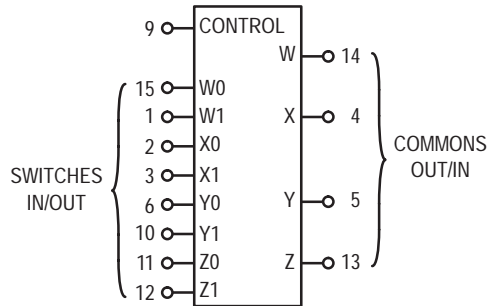 9 CONTROL
W 14
15 W0
1 W1
X 4
2 X0
3 X1
SWITCHES
IN/OUT
COMMONS
OUT/IN
6 Y0
Y 5
10 Y1
11 Z0
Z 13
12 Z1